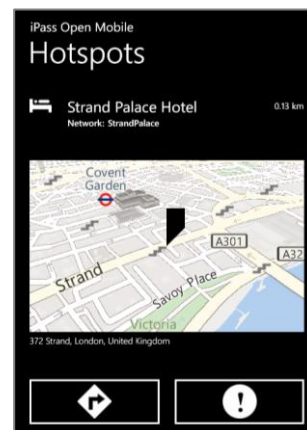 iPass Open Mobile
Hotspots
Strand Palace Hotel 0.13 km
Network: StrandPalace
Covent
Garden
A301
A32
Strand
Savoy Place
Victoria
372 Strand, London, United Kingdom